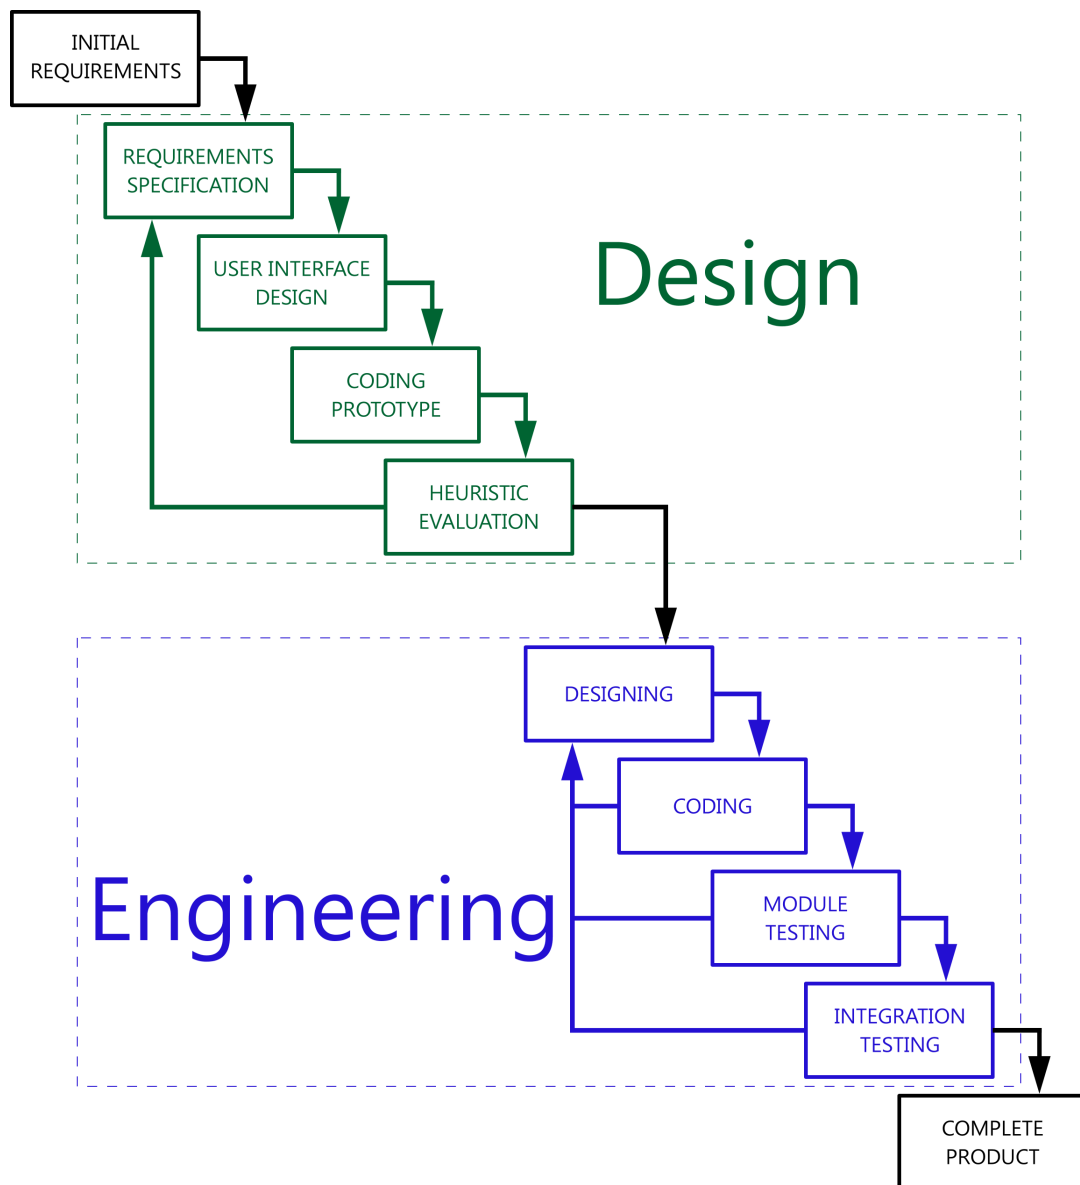 INITIAL
REQUIREMENTS
REQUIREMENTS
SPECIFICATION
USER INTERFACE
DESIGN
Design
CODING
PROTOTYPE
HEURISTIC
EVALUATION
DESIGNING
CODING
Engineering
MODULE
TESTING
INTEGRATION
TESTING
COMPLETE
PRODUCT